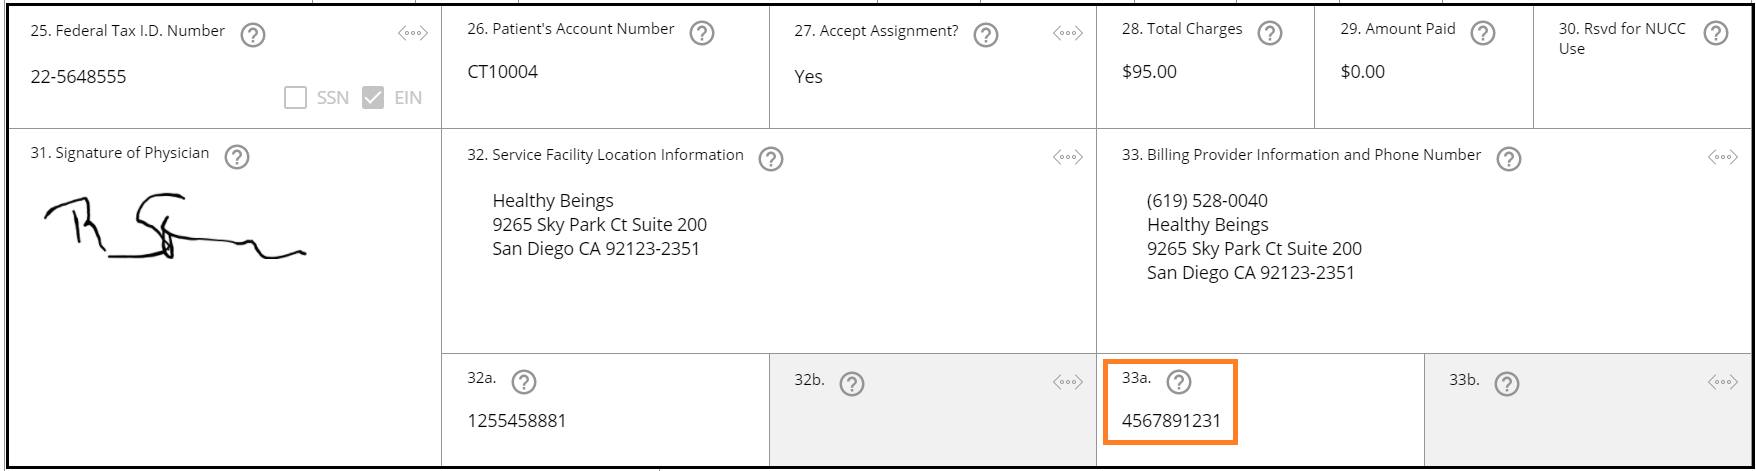 25. Federal Tax I.D. Number
22-5648555
SSN EIN
26. Patient's Account Number
CT10004
27. Accept Assignment?
Yes
28. Total Charges
$95.00
29. Amount Paid
$0.00
30. Rsvd for NUCC
Use
31. Signature of Physician
32. Service Facility Location Information
Healthy Beings
9265 Sky Park Ct Suite 200
San Diego CA 92123-2351
33. Billing Provider Information and Phone Number
(619) 528-0040
Healthy Beings
9265 Sky Park Ct Suite 200
San Diego CA 92123-2351
32a.
1255458881
32b.
33a.
4567891231
33b.